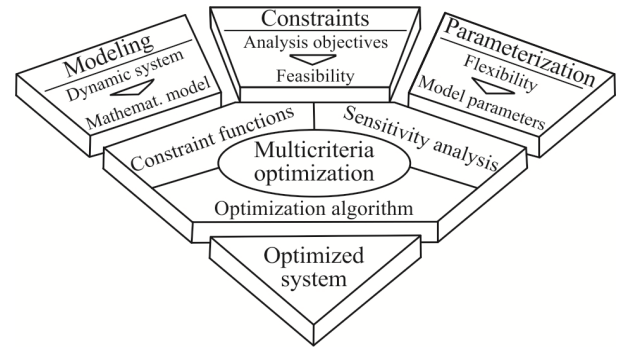 Modeling
Dynamic system
Mathemat. model
Constraints
Analysis objectives
Feasibility
Parameterization
Flexibility
Model parameters
Constraint functions
Sensitivity analysis
Multicriteria
optimization
Optimization algorithm
Optimized
system